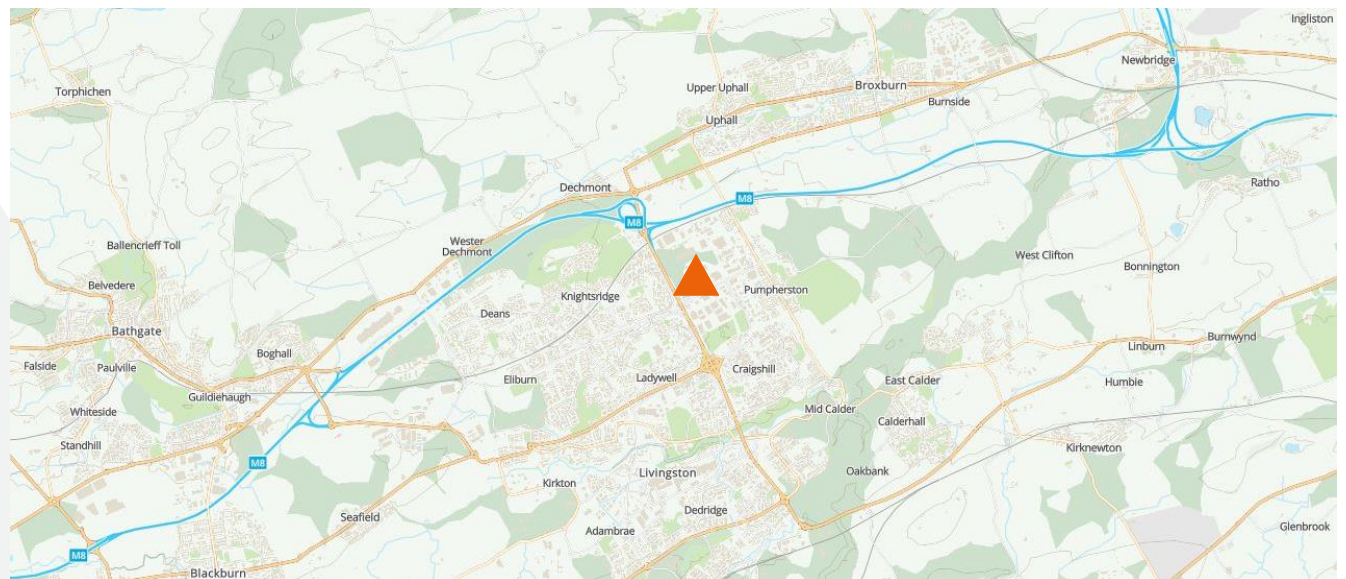 Ingliston
Newbridge
Torphichen
Upper Uphall
Broxburn
Burnside
Uphall
Dechmont
Ratho
M8
M8
Wester
Dechmont
Ballencrieff Toll
West Clifton
Bonnington
Belvedere
Knightsridge
Pumpherston
Deans
Bathgate
Burnwynd
Linburn
Boghall
Falside
Paulville
Craigshill
Ladywell
Eliburn
East Calder
Humbie
Guildiehaugh
Whiteside
Mid Calder
Calderhall
Standhill
Kirknewton
M8
Livingston
Oakbank
Kirkton
Dedridge
Seafield
Glenbrook
Adambrae
M8
Blackburn